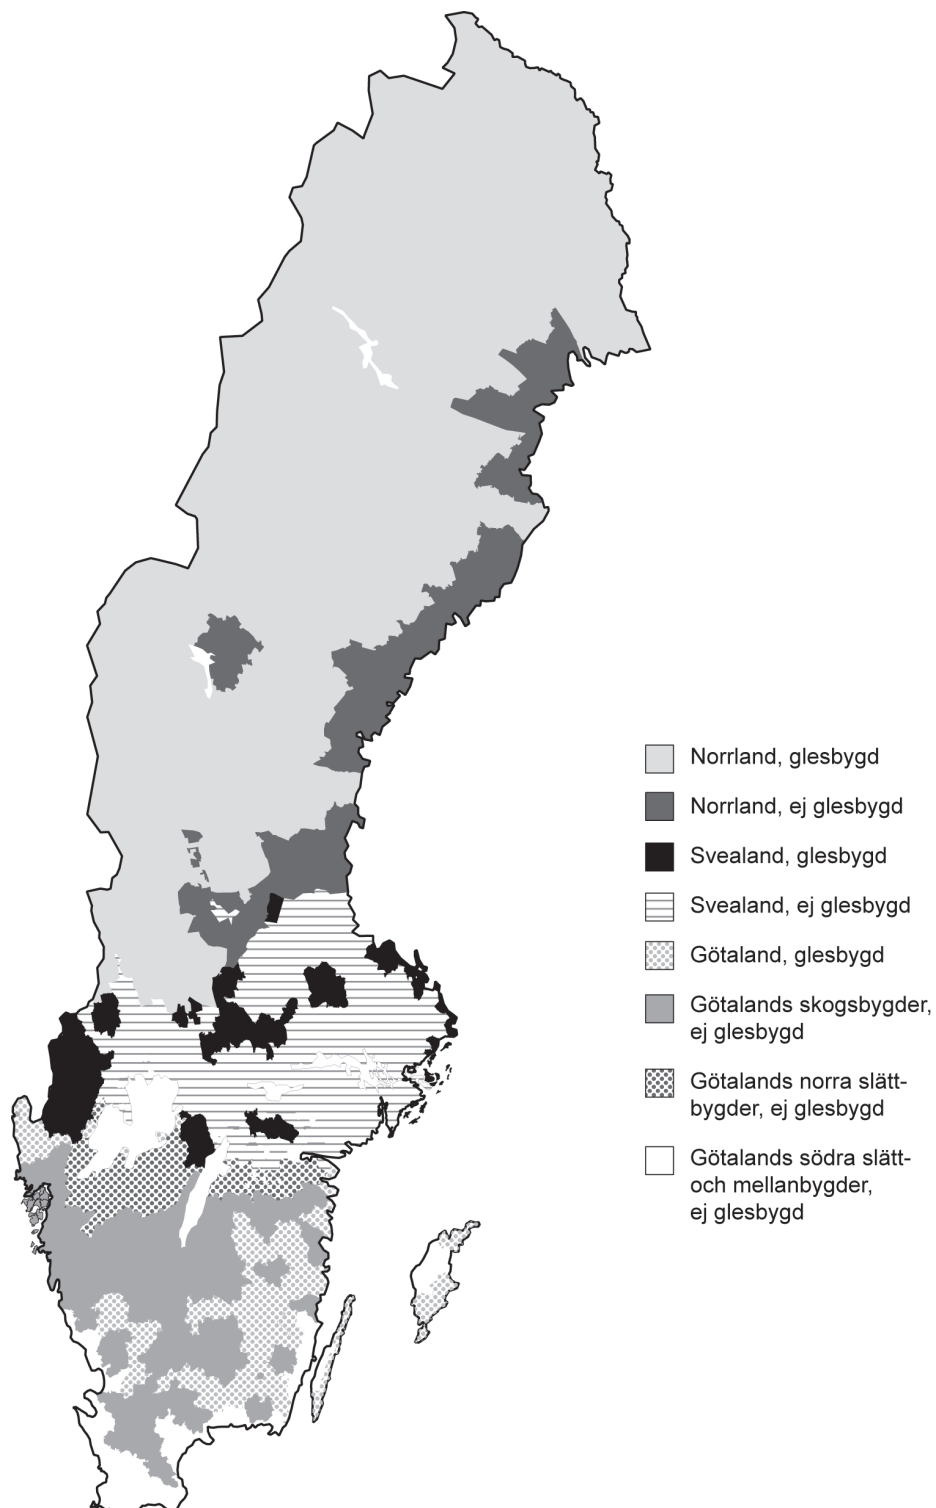 Norrland, glesbygd
Norrland, ej glesbygd
Svealand, glesbygd
Svealand, ej glesbygd
Götaland, glesbygd
Götalands skogsbygder,
ej glesbygd
Götalands norra slätt-
bygder, ej glesbygd
Götalands södra slätt-
och mellanbygder,
ej glesbygd